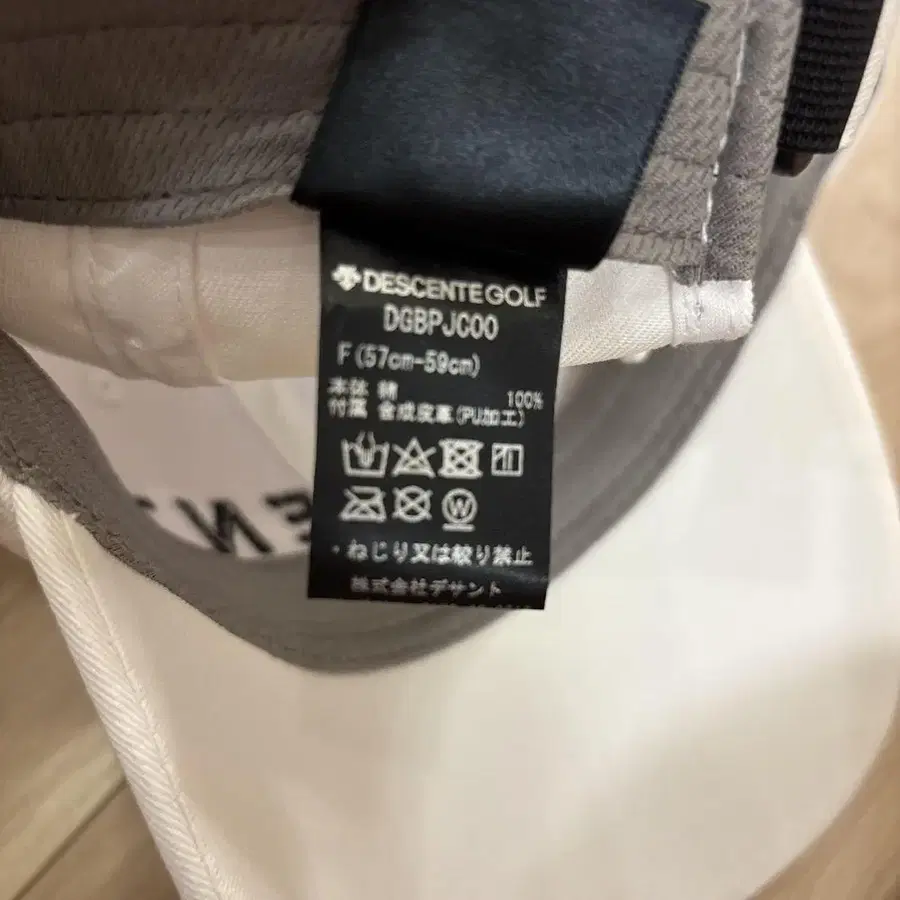 DESCENTE GOLF
DGBPJC00
F(57cm-59cm)
本体 綿 100%
付属 合成皮革(PU加工)
W
・ねじり又は絞り禁止
株式会社デサント